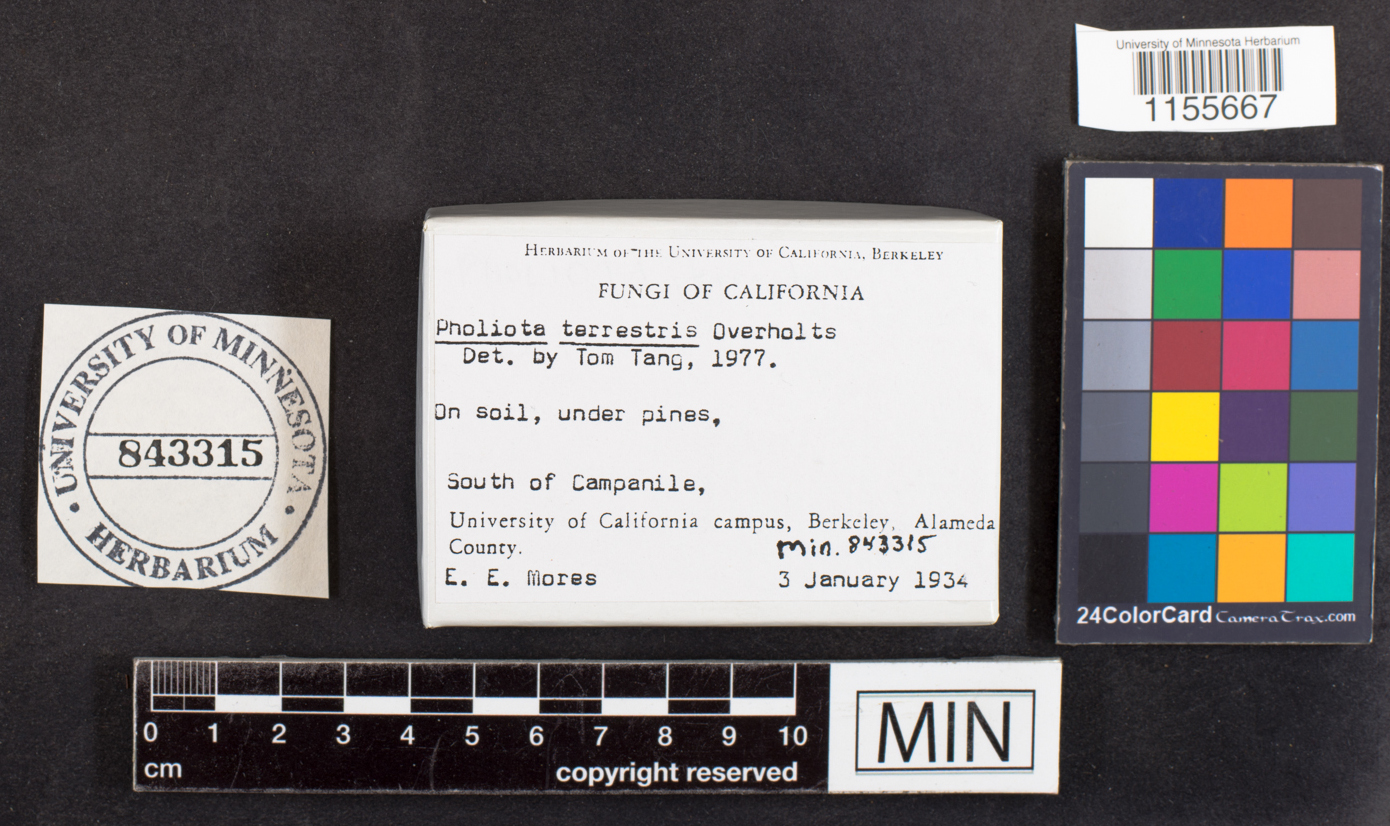 University of Minnesota Herbarium
1155667
HERBARIUM OF THE UNIVERSITY OF CALIFORNIA, BERKELEY
FUNGI OF CALIFORNIA
Pholiota terrestris Overholts
Det. by Tom Tang, 1977.
On soil, under pines,
South of Campanile,
University of California campus, Berkeley, Alameda
County.
min. 843315
E. E. Mores
3 January 1934
UNIVERSITY OF MINNESOTA
843315
HERBARIUM
24ColorCard CameraTrax.com
0 1 2 3 4 5 6 7 8 9 10
cm
copyright reserved
MIN